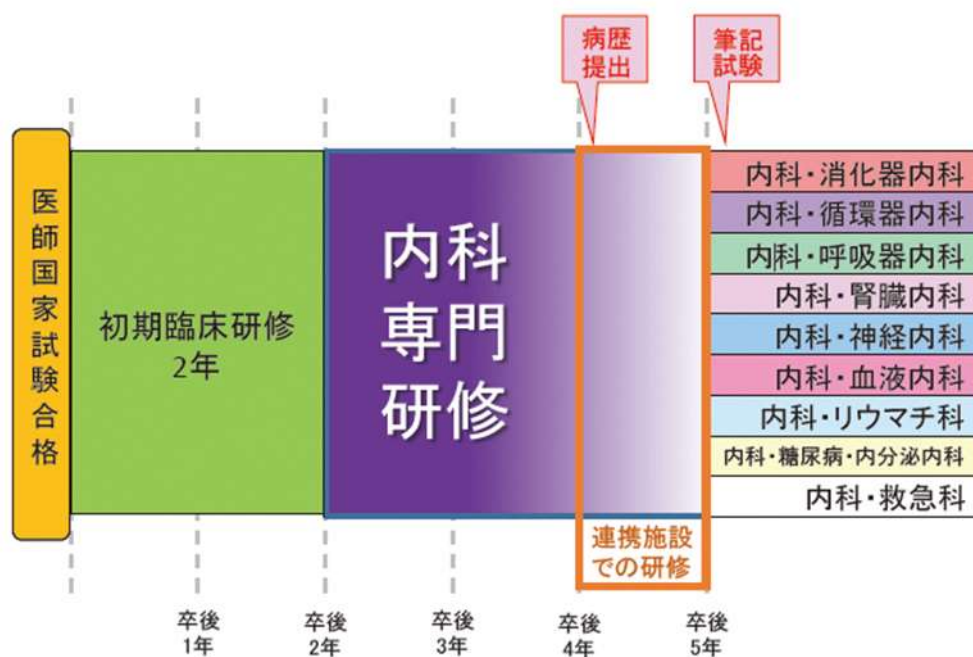 病歴
提出
筆記
試験
医師国家試験合格
初期臨床研修
2年
内科
専門
研修
内科・消化器内科
内科・循環器内科
内科・呼吸器内科
内科・腎臓内科
内科・神経内科
内科・血液内科
内科・リウマチ科
内科・糖尿病・内分泌内科
内科・救急科
連携施設
での研修
卒後
1年
卒後
2年
卒後
3年
卒後
4年
卒後
5年